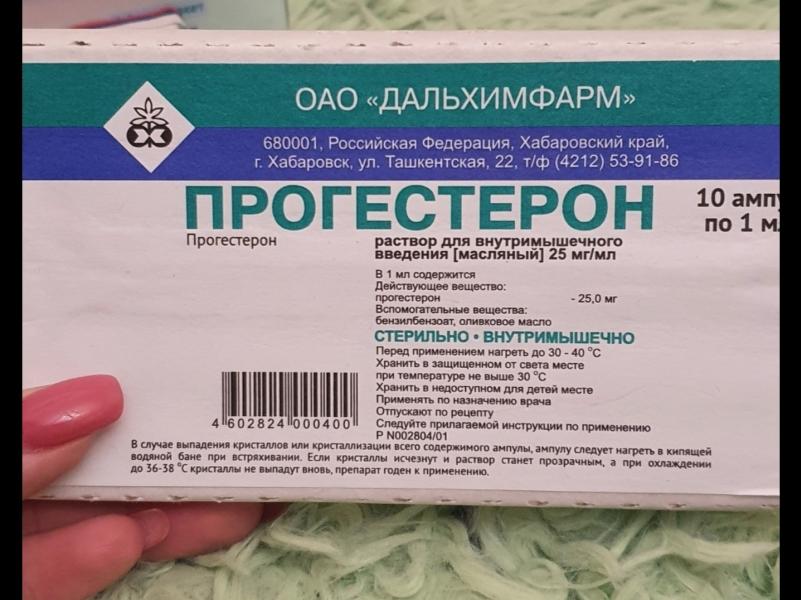 ОАО «ДАЛЬХИМФАРМ»
680001, Российская Федерация, Хабаровский край,
г. Хабаровск, ул. Ташкентская, 22, т/ф (4212) 53-91-86
ПРОГЕСТЕРОН
10 амп
по 1 м
Прогестерон
раствор для внутримышечного
введения [масляный] 25 мг/мл
В 1 мл содержится
Действующее вещество:
прогестерон - 25,0 мг
Вспомогательные вещества:
бензилбензоат, оливковое масло
СТЕРИЛЬНО • ВНУТРИМЫШЕЧНО
Перед применением нагреть до 30 - 40 °С
Хранить в защищенном от света месте
при температуре не выше 30 °С
Хранить в недоступном для детей месте
Применять по назначению врача
Отпускают по рецепту
Следуйте прилагаемой инструкции по применению
Р N002804/01
4 602824 000400
В случае выпадения кристаллов или кристаллизации всего содержимого ампулы, ампулу следует нагреть в кипящей
водяной бане при встряхивании. Если кристаллы исчезнут и раствор станет прозрачным, а при охлаждении
до 36-38 °С кристаллы не выпадут вновь, препарат годен к применению.